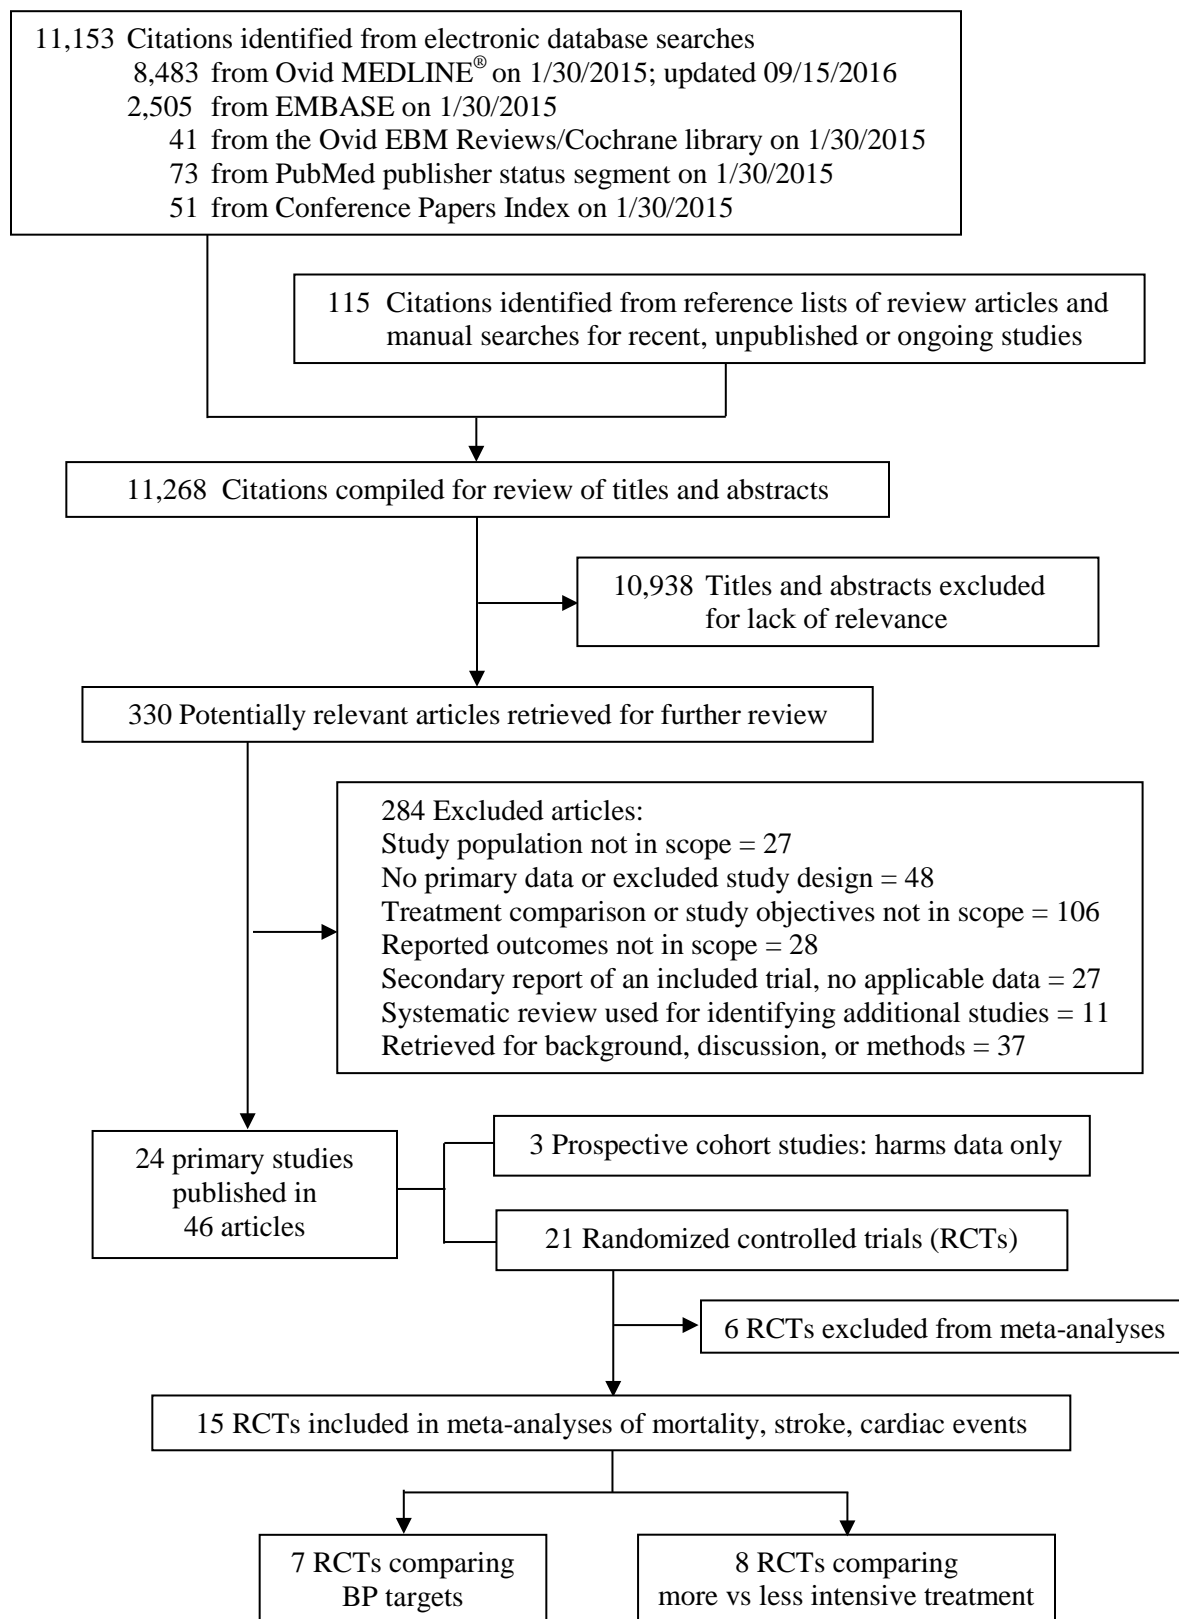 11,153 Citations identified from electronic database searches
8,483 from Ovid MEDLINE® on 1/30/2015; updated 09/15/2016
2,505 from EMBASE on 1/30/2015
41 from the Ovid EBM Reviews/Cochrane library on 1/30/2015
73 from PubMed publisher status segment on 1/30/2015
51 from Conference Papers Index on 1/30/2015
115 Citations identified from reference lists of review articles and
manual searches for recent, unpublished or ongoing studies
11,268 Citations compiled for review of titles and abstracts
10,938 Titles and abstracts excluded
for lack of relevance
330 Potentially relevant articles retrieved for further review
284 Excluded articles:
Study population not in scope = 27
No primary data or excluded study design = 48
Treatment comparison or study objectives not in scope = 106
Reported outcomes not in scope = 28
Secondary report of an included trial, no applicable data = 27
Systematic review used for identifying additional studies = 11
Retrieved for background, discussion, or methods = 37
24 primary studies
published in
46 articles
3 Prospective cohort studies: harms data only
21 Randomized controlled trials (RCTs)
6 RCTs excluded from meta-analyses
15 RCTs included in meta-analyses of mortality, stroke, cardiac events
7 RCTs comparing
BP targets
8 RCTs comparing
more vs less intensive treatment